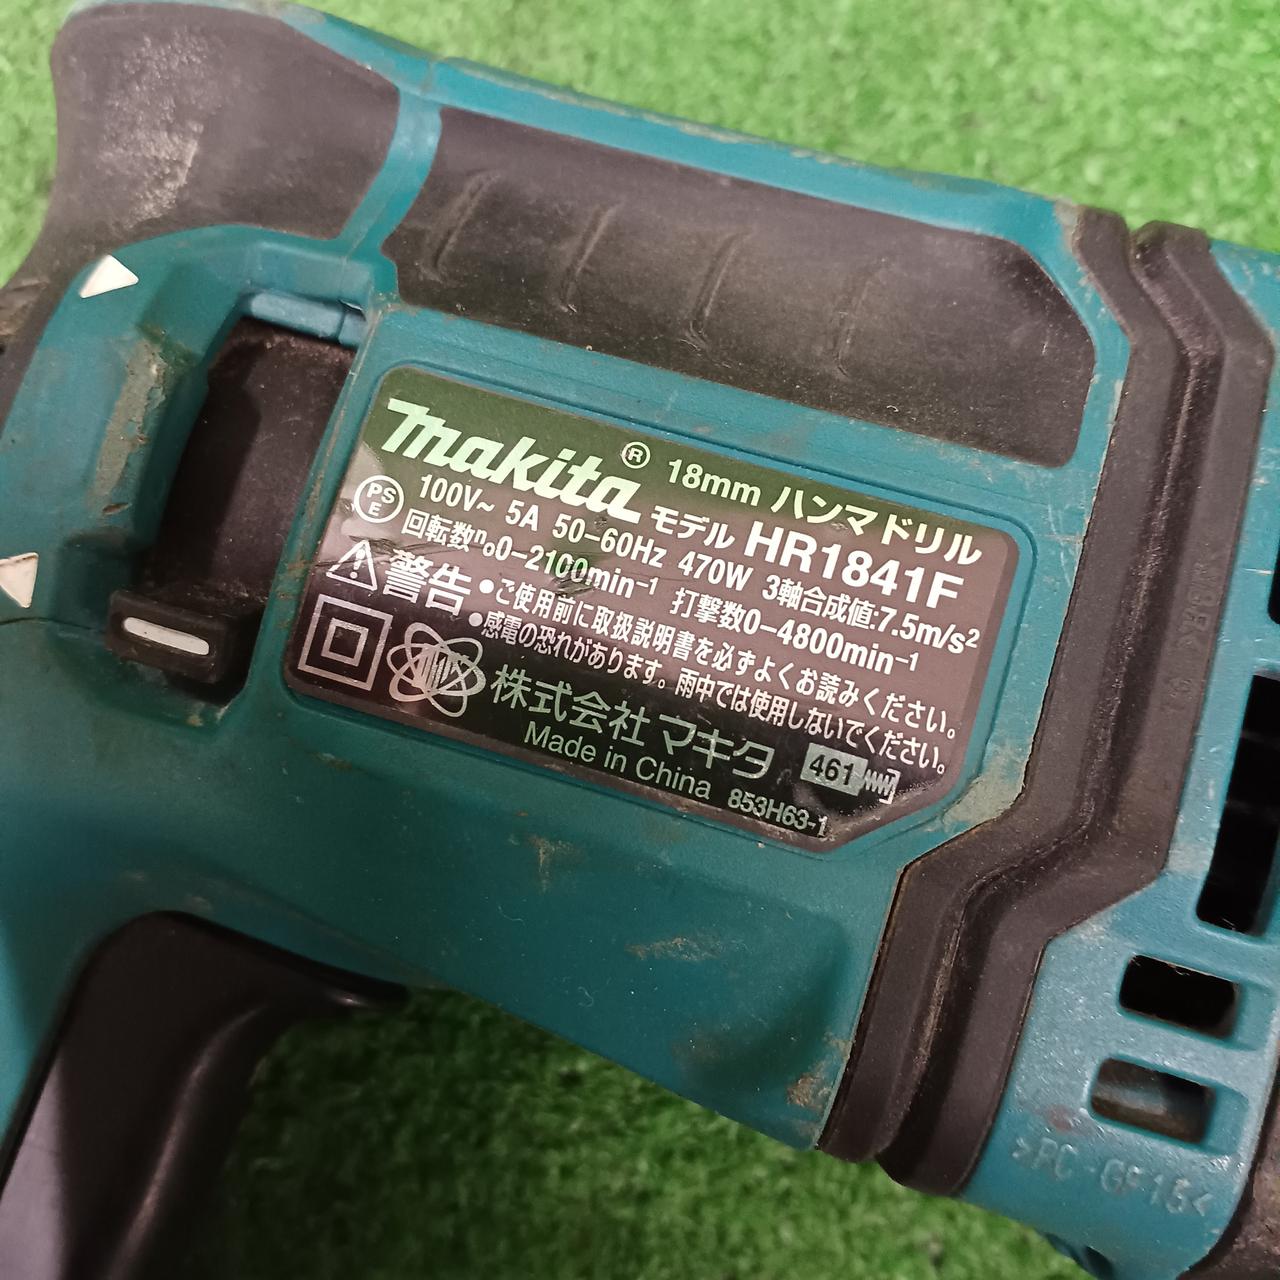 makita® 18mm ハンマドリル
モデル HR1841F
PSE 100V~ 5A 50-60Hz 470W 3軸合成値:7.5m/s²
回転数n₀0-2100min⁻¹ 打撃数0-4800min⁻¹
警告 •ご使用前に取扱説明書を必ずよくお読みください。
•感電の恐れがあります。雨中では使用しないでください。
株式会社マキタ 461
Made in China 853H63-1
>PC-GF15<